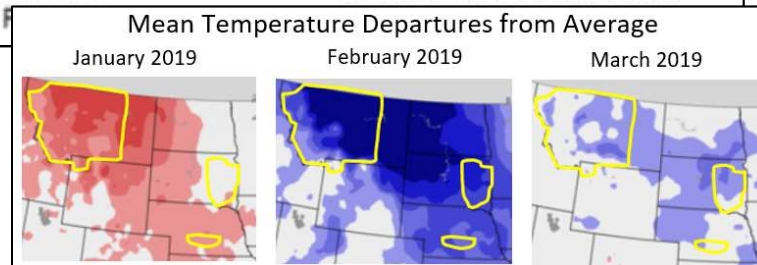 Mean Temperature Departures from Average
January 2019
February 2019
March 2019